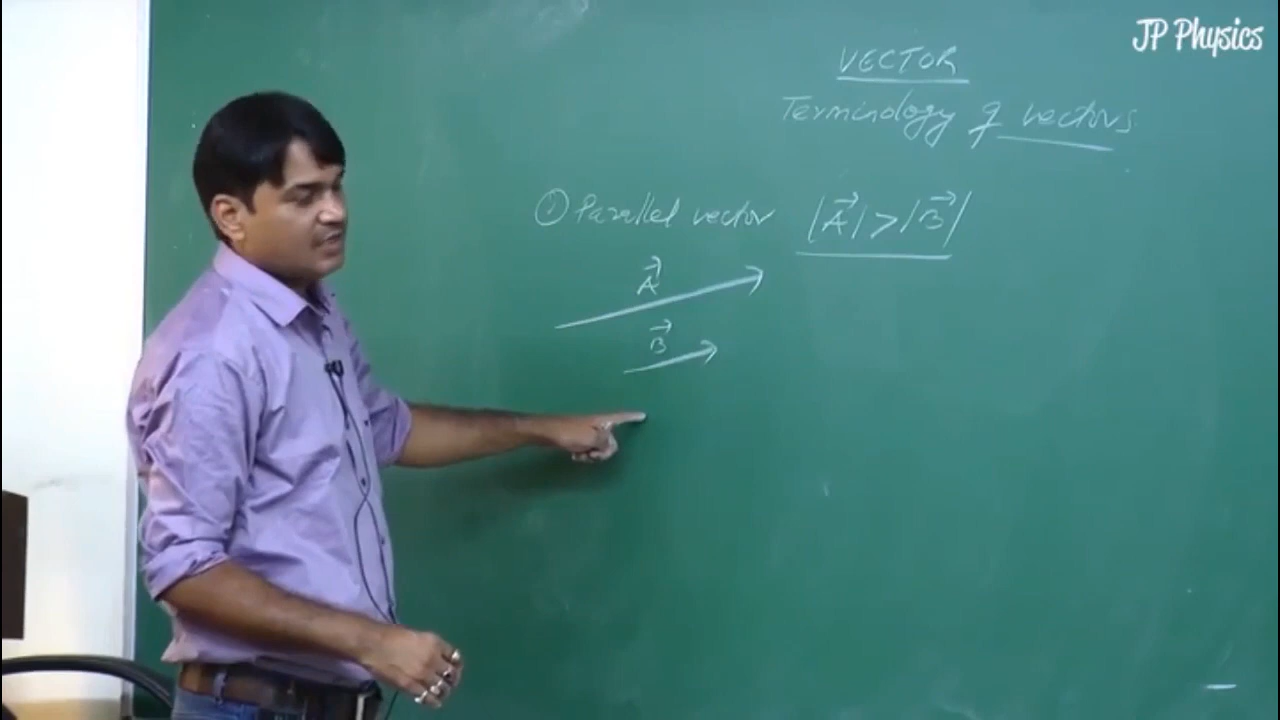 JP Physics
VECTOR
Terminology of vectors
① Parallel vector |A⃗| > |B⃗|
A⃗
B⃗